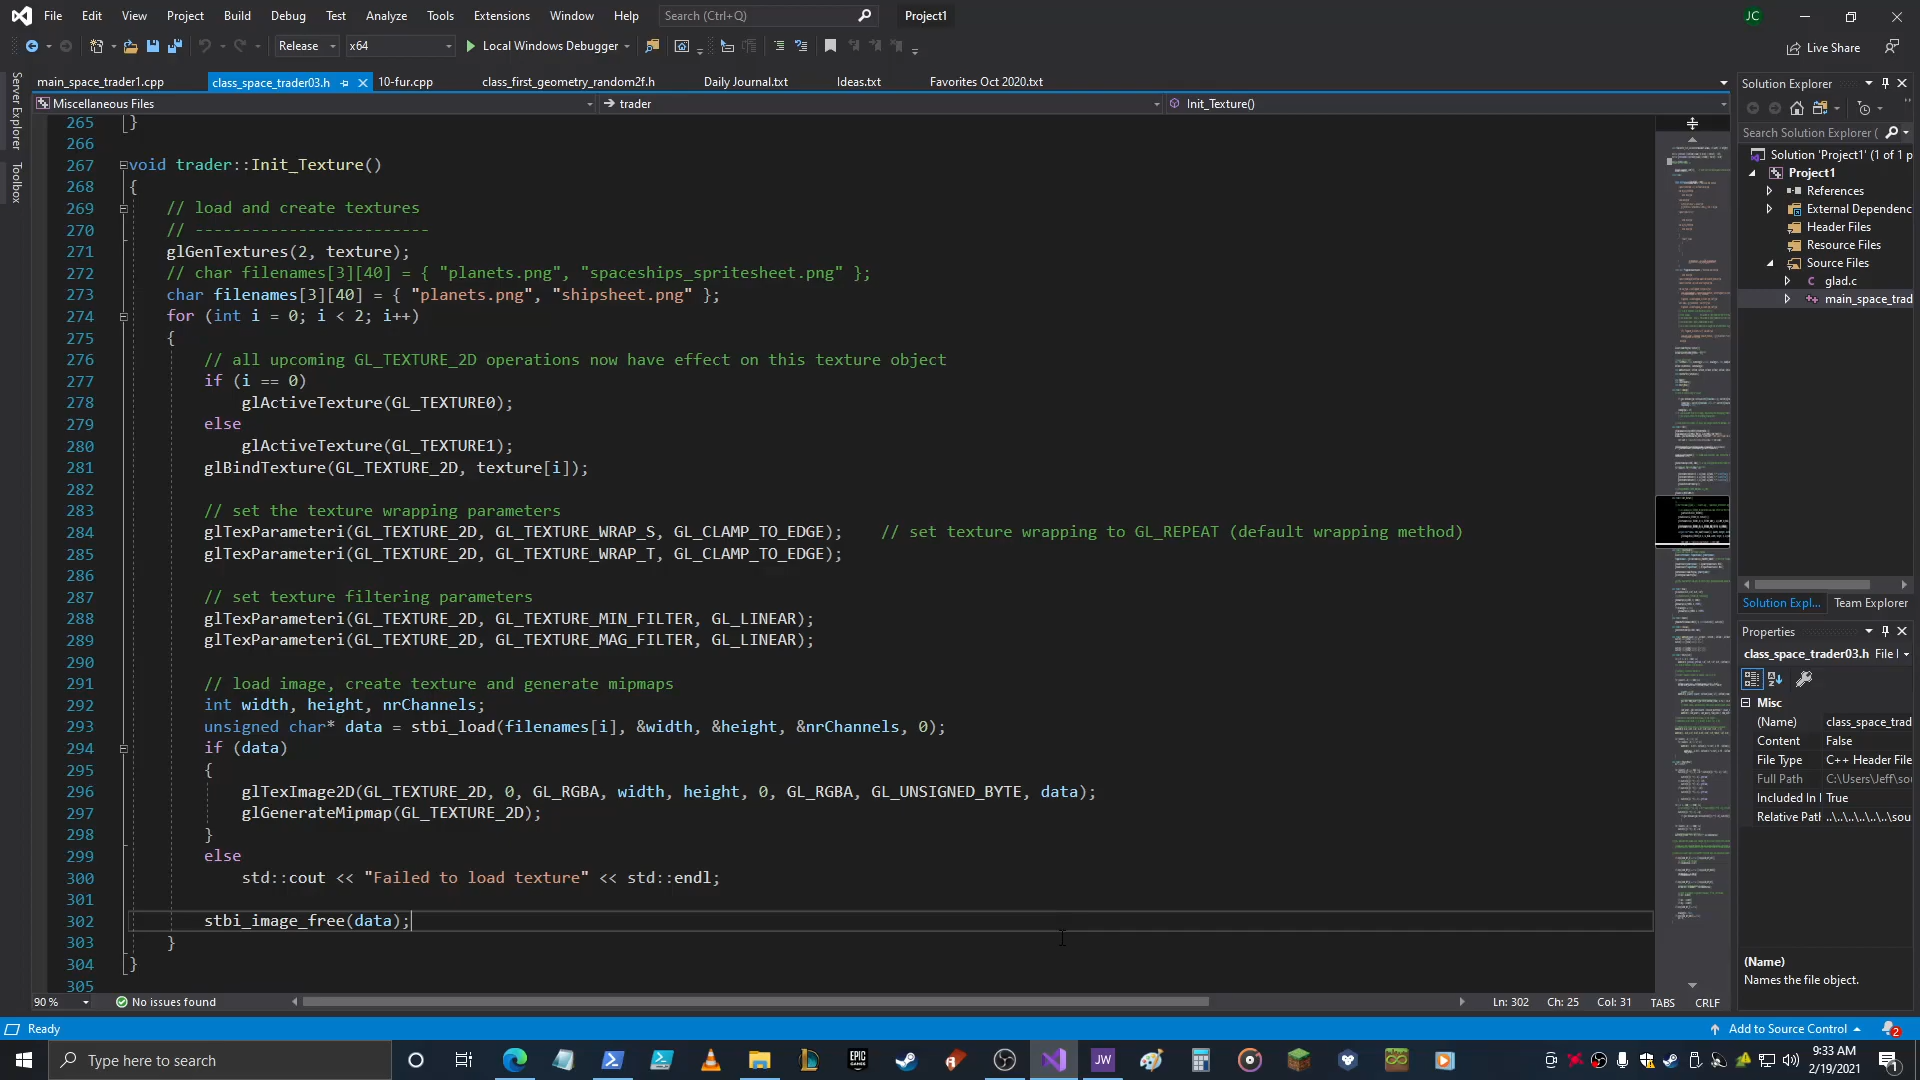 File Edit View Project Build Debug Test Analyze Tools Extensions Window Help Search (Ctrl+Q) Project1 JC
Release x64 Local Windows Debugger Live Share
main_space_trader1.cpp class_space_trader03.h 10-fur.cpp class_first_geometry_random2f.h Daily Journal.txt Ideas.txt Favorites Oct 2020.txt
Miscellaneous Files trader Init_Texture()
Server Explorer
Toolbox
265 }
266
267 void trader::Init_Texture()
268 {
269 // load and create textures
270 // -------------------------
271 glGenTextures(2, texture);
272 // char filenames[3][40] = { "planets.png", "spaceships_spritesheet.png" };
273 char filenames[3][40] = { "planets.png", "shipsheet.png" };
274 for (int i = 0; i < 2; i++)
275 {
276 // all upcoming GL_TEXTURE_2D operations now have effect on this texture object
277 if (i == 0)
278 glActiveTexture(GL_TEXTURE0);
279 else
280 glActiveTexture(GL_TEXTURE1);
281 glBindTexture(GL_TEXTURE_2D, texture[i]);
282
283 // set the texture wrapping parameters
284 glTexParameteri(GL_TEXTURE_2D, GL_TEXTURE_WRAP_S, GL_CLAMP_TO_EDGE); // set texture wrapping to GL_REPEAT (default wrapping method)
285 glTexParameteri(GL_TEXTURE_2D, GL_TEXTURE_WRAP_T, GL_CLAMP_TO_EDGE);
286
287 // set texture filtering parameters
288 glTexParameteri(GL_TEXTURE_2D, GL_TEXTURE_MIN_FILTER, GL_LINEAR);
289 glTexParameteri(GL_TEXTURE_2D, GL_TEXTURE_MAG_FILTER, GL_LINEAR);
290
291 // load image, create texture and generate mipmaps
292 int width, height, nrChannels;
293 unsigned char* data = stbi_load(filenames[i], &width, &height, &nrChannels, 0);
294 if (data)
295 {
296 glTexImage2D(GL_TEXTURE_2D, 0, GL_RGBA, width, height, 0, GL_RGBA, GL_UNSIGNED_BYTE, data);
297 glGenerateMipmap(GL_TEXTURE_2D);
298 }
299 else
300 std::cout << "Failed to load texture" << std::endl;
301
302 stbi_image_free(data);
303 }
304 }
305
90 % No issues found Ln: 302 Ch: 25 Col: 31 TABS CRLF
Solution Explorer
Search Solution Explorer (
Solution 'Project1' (1 of 1 p
Project1
References
External Dependenc
Header Files
Resource Files
Source Files
glad.c
main_space_trad
Solution Expl... Team Explorer
Properties
class_space_trader03.h File I
Misc
(Name) class_space_trad
Content False
File Type C++ Header File
Full Path C:\Users\Jeff\so
Included In I True
Relative Path ..\..\..\..\..\sou
(Name)
Names the file object.
Ready Add to Source Control 2
Type here to search EPIC GAMES JW 9:33 AM
2/19/2021 1